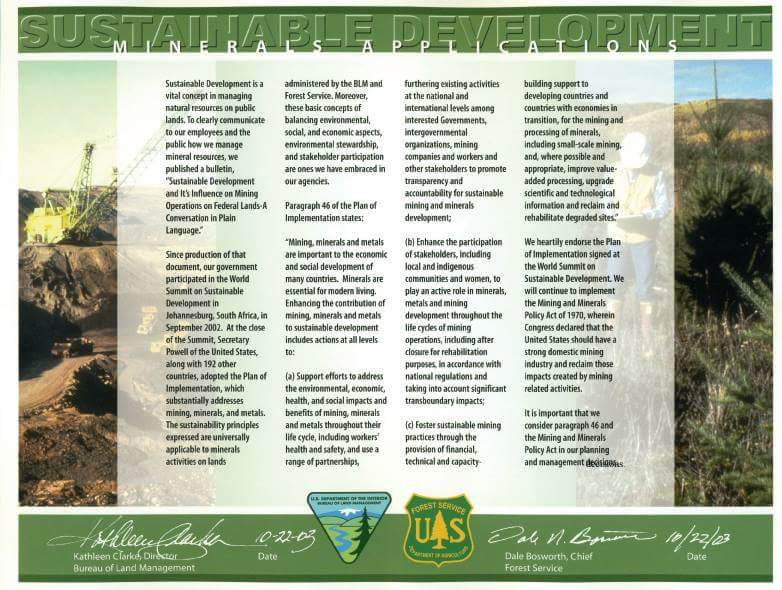 SUSTAINABLE DEVELOPMENT
MINERALS APPLICATIONS
Sustainable Development is a
vital concept in managing
natural resources on public
lands. To clearly communicate
to our employees and the
public how we manage
mineral resources, we
published a bulletin,
"Sustainable Development
and It's Influence on Mining
Operations on Federal Lands-A
Conversation in Plain
Language."
Since production of that
document, our government
participated in the World
Summit on Sustainable
Development in
Johannesburg, South Africa, in
September 2002. At the close
of the Summit, Secretary
Powell of the United States,
along with 192 other
countries, adopted the Plan of
Implementation, which
substantially addresses
mining, minerals, and metals.
The sustainability principles
expressed are universally
applicable to minerals
activities on lands
administered by the BLM and
Forest Service. Moreover,
these basic concepts of
balancing environmental,
social, and economic aspects,
environmental stewardship,
and stakeholder participation
are ones we have embraced in
our agencies.
Paragraph 46 of the Plan of
Implementation states:
"Mining, minerals and metals
are important to the economic
and social development of
many countries. Minerals are
essential for modern living.
Enhancing the contribution of
mining, minerals and metals
to sustainable development
includes actions at all levels
to:
(a) Support efforts to address
the environmental, economic,
health, and social impacts and
benefits of mining, minerals
and metals throughout their
life cycle, including workers'
health and safety, and use a
range of partnerships,
furthering existing activities
at the national and
international levels among
interested Governments,
intergovernmental
organizations, mining
companies and workers and
other stakeholders to promote
transparency and
accountability for sustainable
mining and minerals
development;
(b) Enhance the participation
of stakeholders, including
local and indigenous
communities and women, to
play an active role in minerals,
metals and mining
development throughout the
life cycles of mining
operations, including after
closure for rehabilitation
purposes, in accordance with
national regulations and
taking into account significant
transboundary impacts;
(c) Foster sustainable mining
practices through the
provision of financial,
technical and capacity-
building support to
developing countries and
countries with economies in
transition, for the mining and
processing of minerals,
including small-scale mining,
and, where possible and
appropriate, improve value-
added processing, upgrade
scientific and technological
information and reclaim and
rehabilitate degraded sites."
We heartily endorse the Plan
of Implementation signed at
the World Summit on
Sustainable Development. We
will continue to implement
the Mining and Minerals
Policy Act of 1970, wherein
Congress declared that the
United States should have a
strong domestic mining
industry and reclaim those
impacts created by mining
related activities.
It is important that we
consider paragraph 46 and
the Mining and Minerals
Policy Act in our planning
and management decisions.
U.S. DEPARTMENT OF THE INTERIOR
BUREAU OF LAND MANAGEMENT
FOREST SERVICE
UAS
DEPARTMENT OF AGRICULTURE
Kathleen Clarke 10-22-03
Kathleen Clarke, Director Date
Bureau of Land Management
Dale N. Bosworth 10/22/03
Dale Bosworth, Chief Date
Forest Service